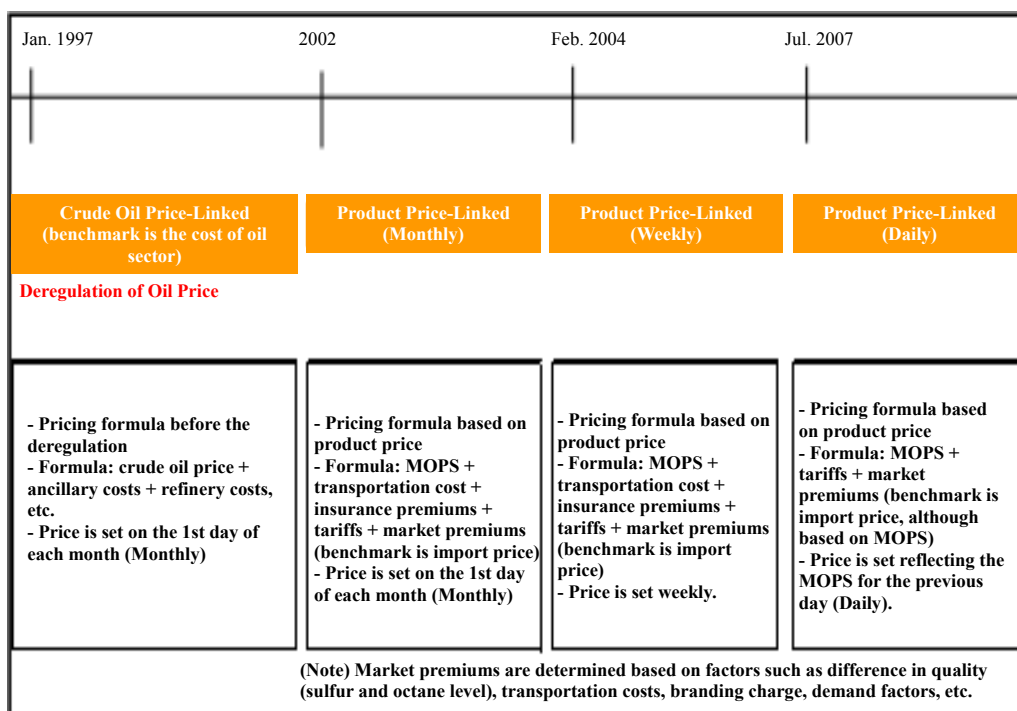 Jan. 1997
2002
Feb. 2004
Jul. 2007
Crude Oil Price-Linked
(benchmark is the cost of oil
sector)
Product Price-Linked
(Monthly)
Product Price-Linked
(Weekly)
Product Price-Linked
(Daily)
Deregulation of Oil Price
- Pricing formula before the
deregulation
- Formula: crude oil price +
ancillary costs + refinery costs,
etc.
- Price is set on the 1st day of
each month (Monthly)
- Pricing formula based on
product price
- Formula: MOPS +
transportation cost +
insurance premiums +
tariffs + market premiums
(benchmark is import price)
- Price is set on the 1st day
of each month (Monthly)
- Pricing formula based on
product price
- Formula: MOPS +
transportation cost +
insurance premiums +
tariffs + market premiums
(benchmark is import
price)
- Price is set weekly.
- Pricing formula based
on product price
- Formula: MOPS +
tariffs + market
premiums (benchmark is
import price, although
based on MOPS)
- Price is set reflecting the
MOPS for the previous
day (Daily).
(Note) Market premiums are determined based on factors such as difference in quality
(sulfur and octane level), transportation costs, branding charge, demand factors, etc.